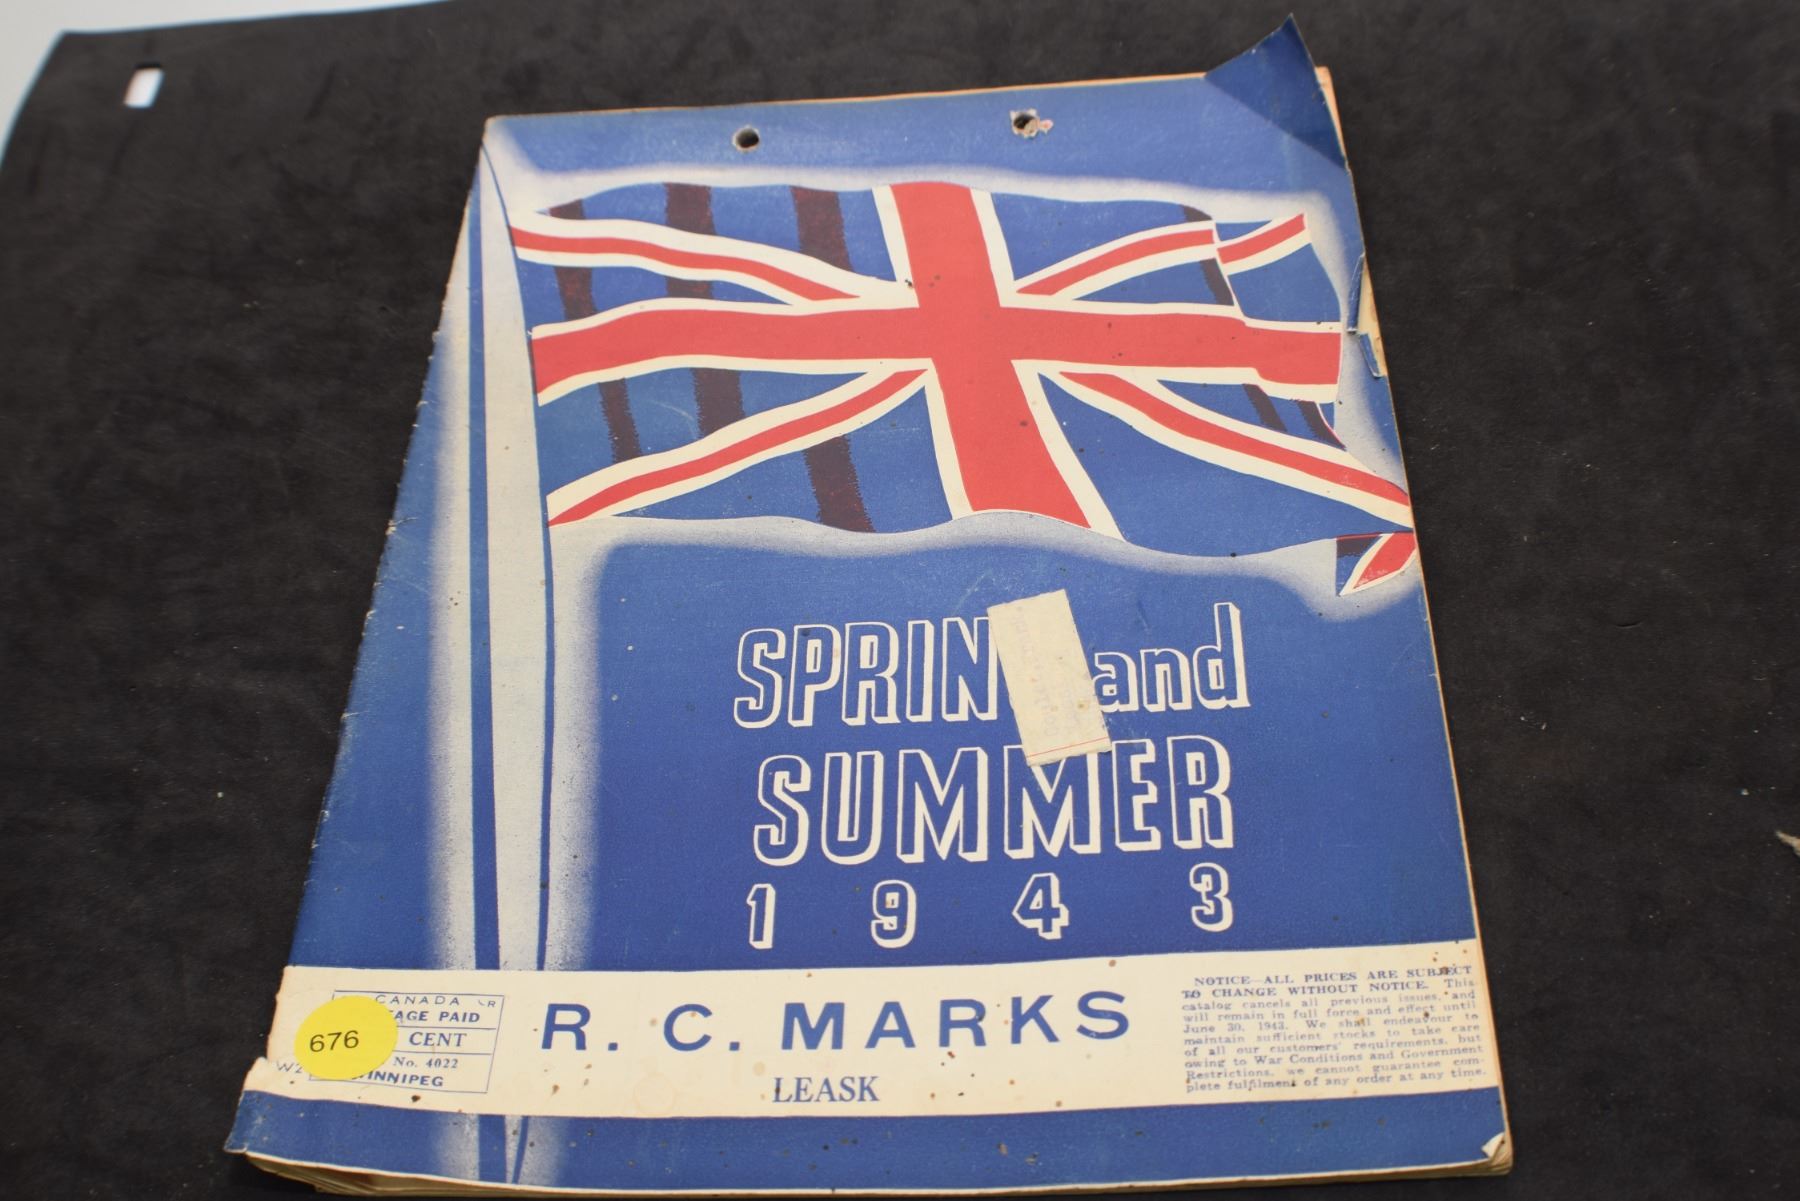 SPRIN and
SUMMER
1943
CANADA
AGE PAID
CENT
No. 4022
WINNIPEG
676
R. C. MARKS
LEASK
NOTICE—ALL PRICES ARE SUBJECT
TO CHANGE WITHOUT NOTICE. This
catalog cancels all previous issues, and
will remain in full force and effect until
June 30, 1943. We shall endeavour to
maintain sufficient stocks to take care
of all our customers' requirements, but
owing to War Conditions and Government
Restrictions, we cannot guarantee com-
plete fulfilment of any order at any time.